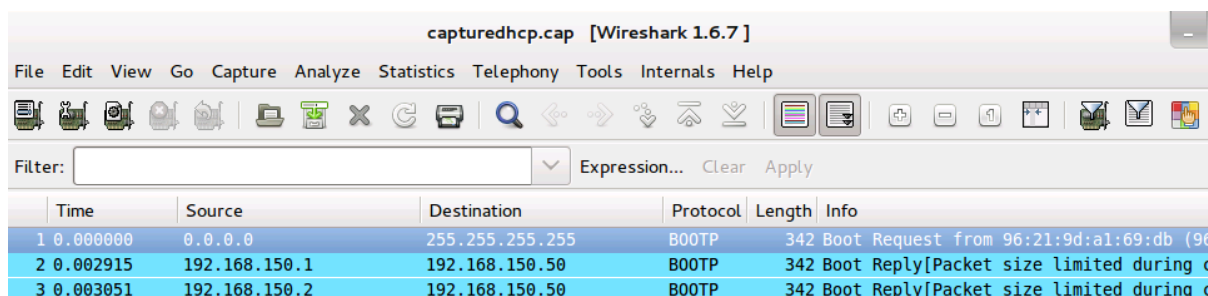 capturedhcp.cap [Wireshark 1.6.7 ]
File Edit View Go Capture Analyze Statistics Telephony Tools Internals Help
Filter: Expression... Clear Apply
Time Source Destination Protocol Length Info
1 0.000000 0.0.0.0 255.255.255.255 BOOTP 342 Boot Request from 96:21:9d:a1:69:db (96
2 0.002915 192.168.150.1 192.168.150.50 BOOTP 342 Boot Reply[Packet size limited during c
3 0.003051 192.168.150.2 192.168.150.50 BOOTP 342 Boot Reply[Packet size limited during c